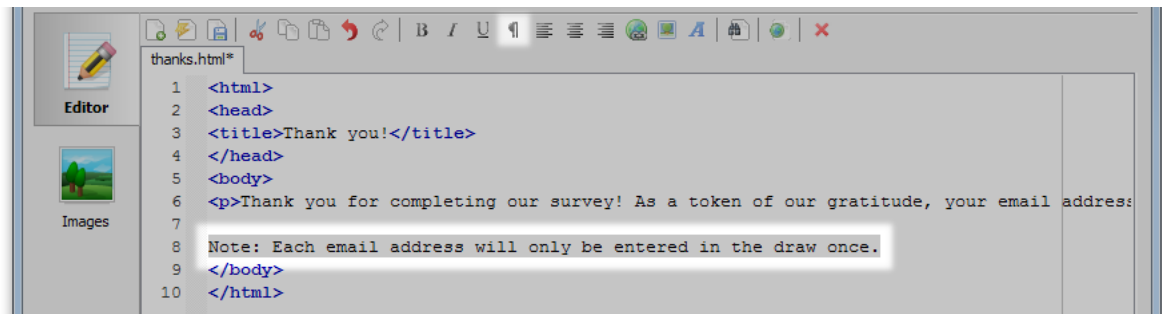 B I U ¶ A
thanks.html*
Editor
Images
1 <html>
2 <head>
3 <title>Thank you!</title>
4 </head>
5 <body>
6 <p>Thank you for completing our survey! As a token of our gratitude, your email address
7
8 Note: Each email address will only be entered in the draw once.
9 </body>
10 </html>